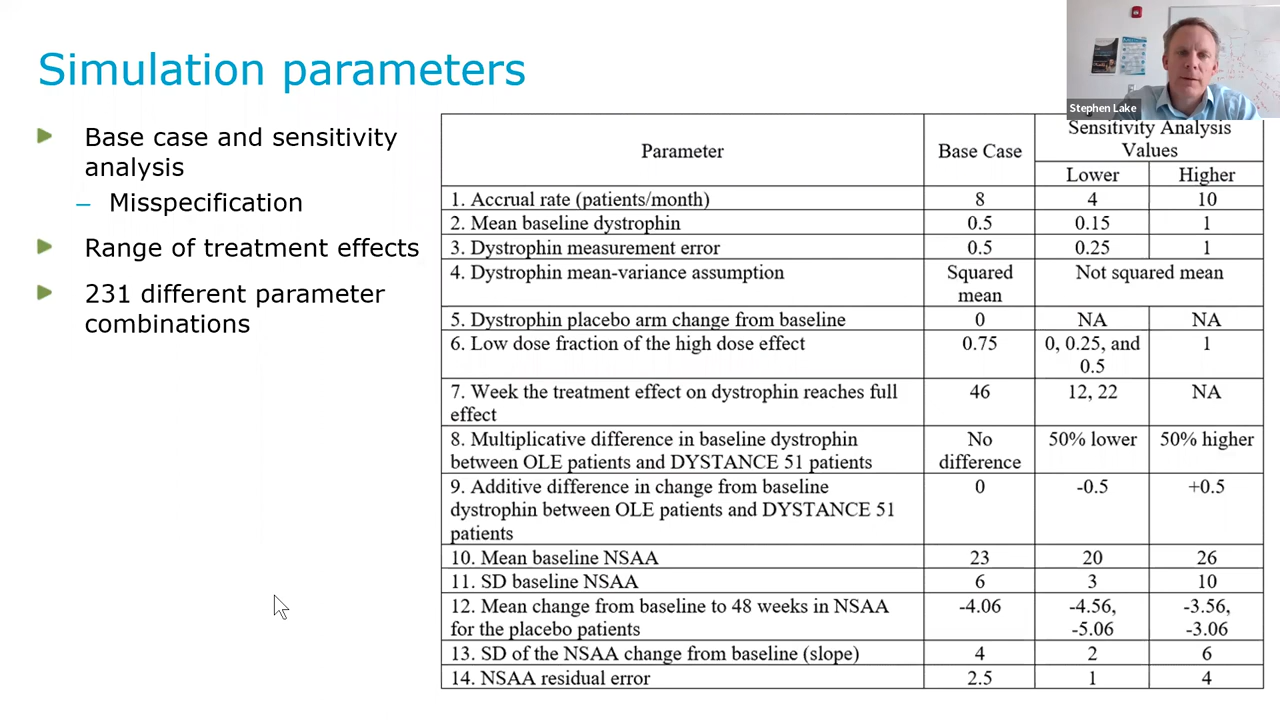 Simulation parameters
Stephen Lake
Base case and sensitivity
analysis
– Misspecification
Range of treatment effects
231 different parameter
combinations
Parameter
Base Case
Sensitivity Analysis
Values
Lower
Higher
1. Accrual rate (patients/month) 8 4 10
2. Mean baseline dystrophin 0.5 0.15 1
3. Dystrophin measurement error 0.5 0.25 1
4. Dystrophin mean-variance assumption Squared Not squared mean
mean
5. Dystrophin placebo arm change from baseline 0 NA NA
6. Low dose fraction of the high dose effect 0.75 0, 0.25, and 1
0.5
7. Week the treatment effect on dystrophin reaches full 46 12, 22 NA
effect
8. Multiplicative difference in baseline dystrophin No 50% lower 50% higher
between OLE patients and DYSTANCE 51 patients difference
9. Additive difference in change from baseline 0 -0.5 +0.5
dystrophin between OLE patients and DYSTANCE 51
patients
10. Mean baseline NSAA 23 20 26
11. SD baseline NSAA 6 3 10
12. Mean change from baseline to 48 weeks in NSAA -4.06 -4.56, -3.56,
for the placebo patients -5.06 -3.06
13. SD of the NSAA change from baseline (slope) 4 2 6
14. NSAA residual error 2.5 1 4